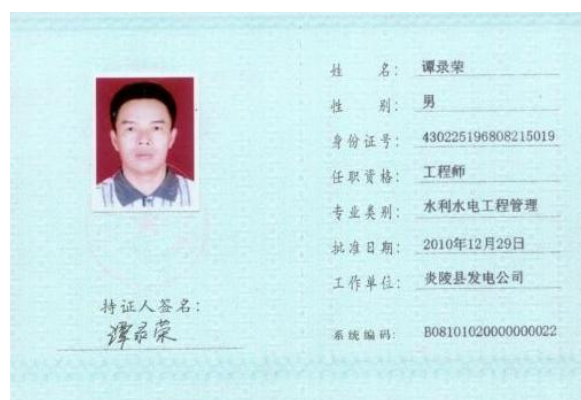 姓 名: 谭录荣
性 别: 男
身份证号: 430225196808215019
任职资格: 工程师
专业类别: 水利水电工程管理
批准日期: 2010年12月29日
工作单位: 炎陵县发电公司
系统编码: B08101020000000022
持证人签名:
谭录荣